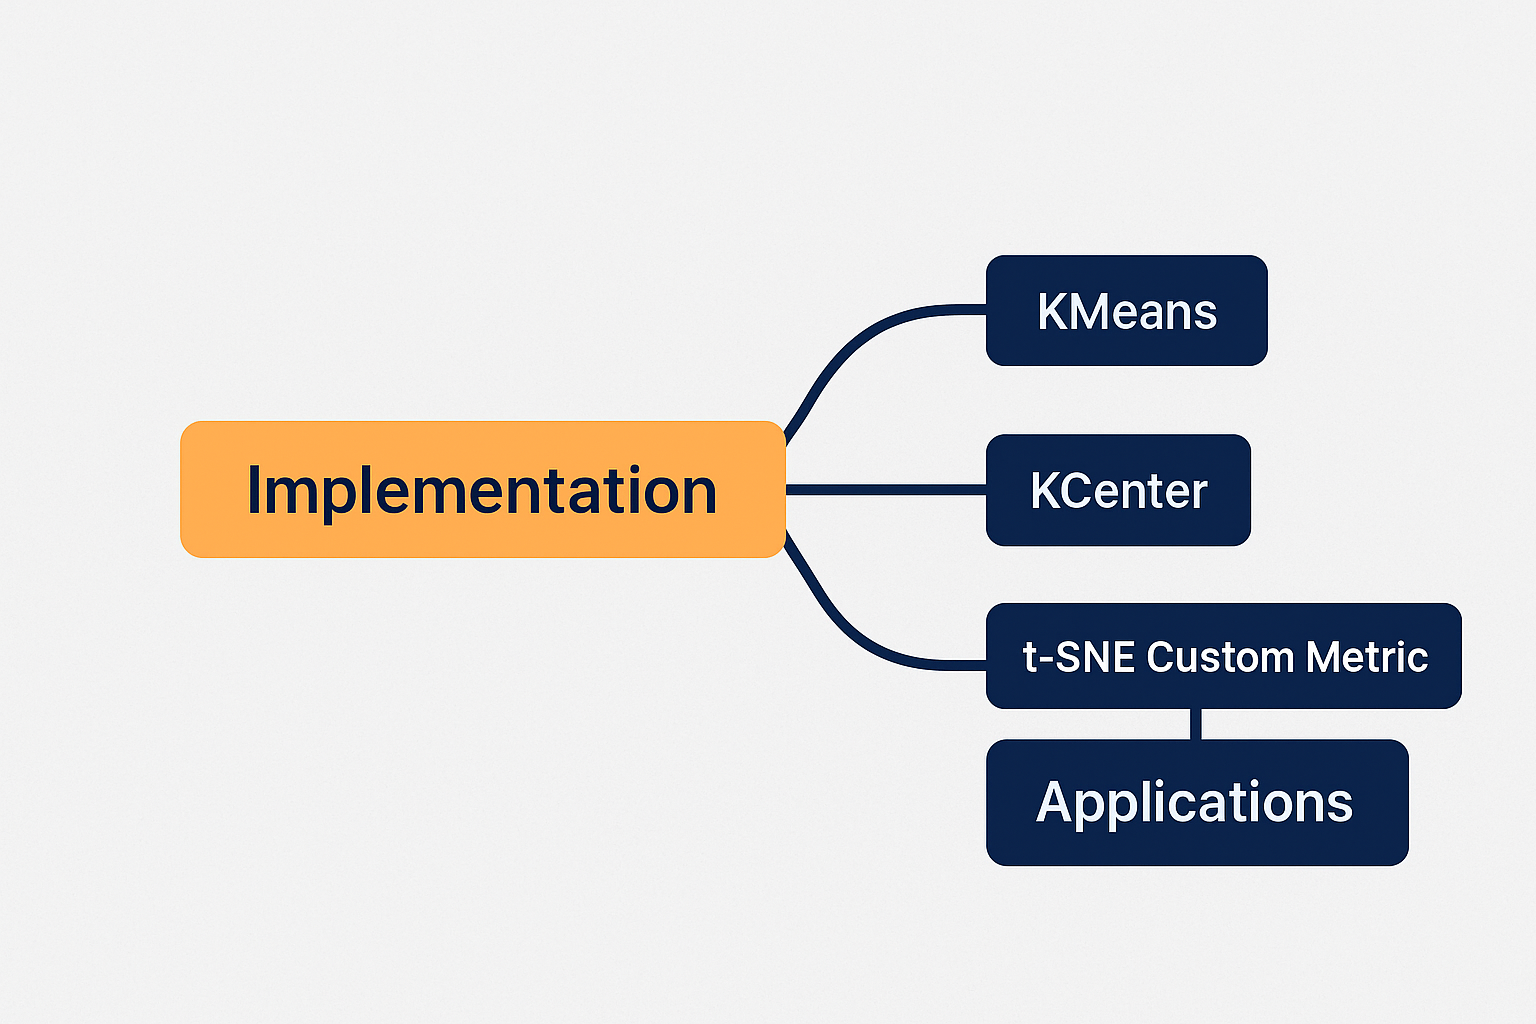 Implementation
KMeans
KCenter
t-SNE Custom Metric
Applications